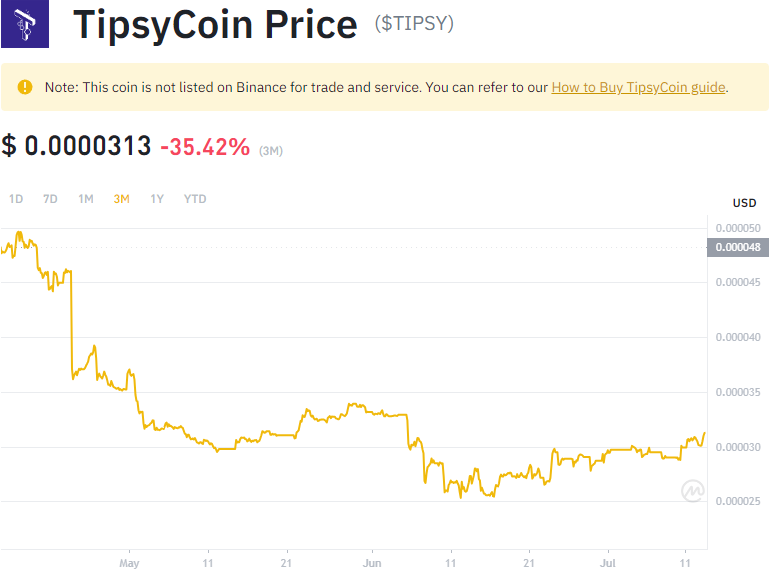 TipsyCoin Price ($TIPSY)
Note: This coin is not listed on Binance for trade and service. You can refer to our How to Buy TipsyCoin guide.
$ 0.0000313 -35.42% (3M)
1D 7D 1M 3M 1Y YTD
USD
0.000050
0.000048
0.000045
0.000040
0.000035
0.000030
0.000025
May 11 21 Jun 11 21 Jul 11